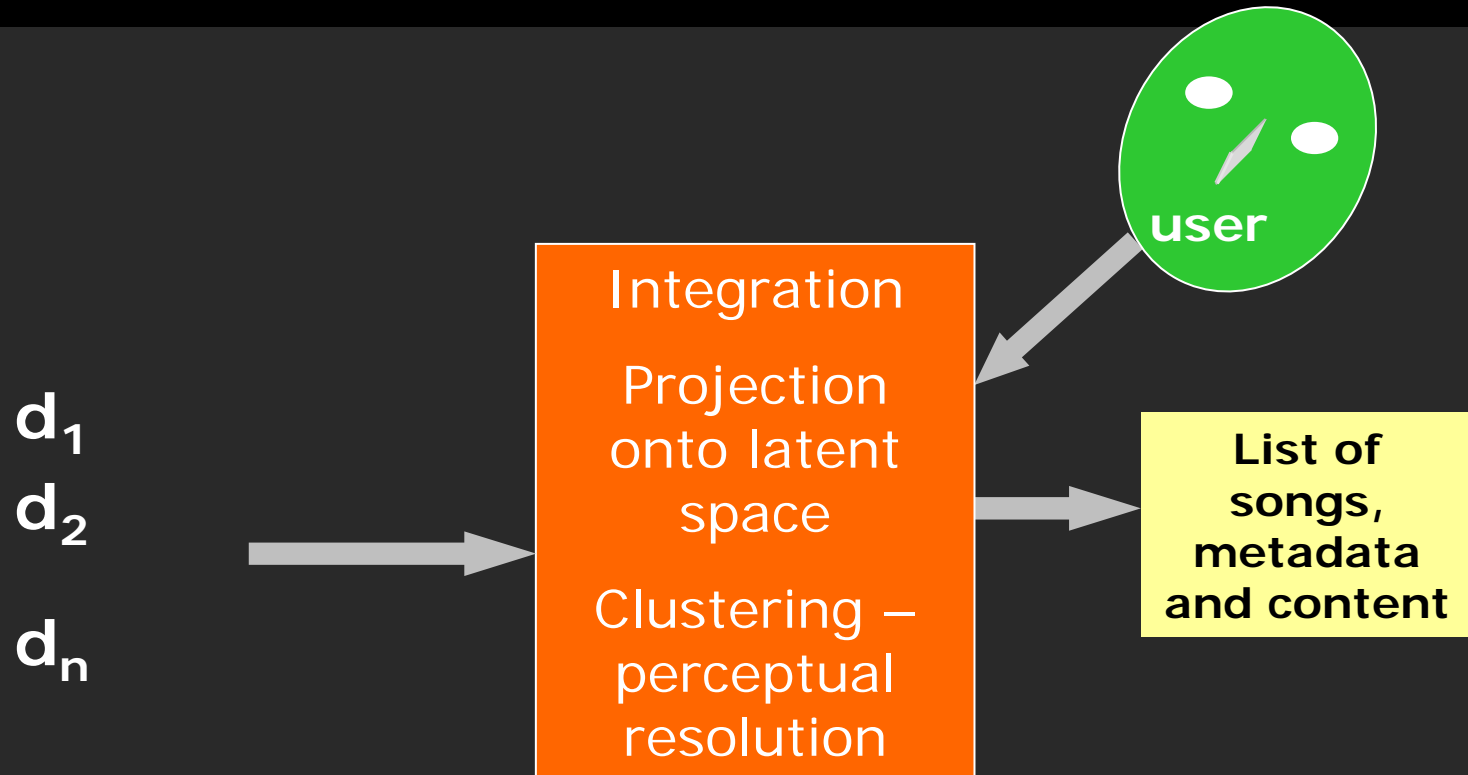 user
Integration
Projection
onto latent
space
Clustering –
perceptual
resolution
d₁
d₂
dₙ
List of
songs,
metadata
and content